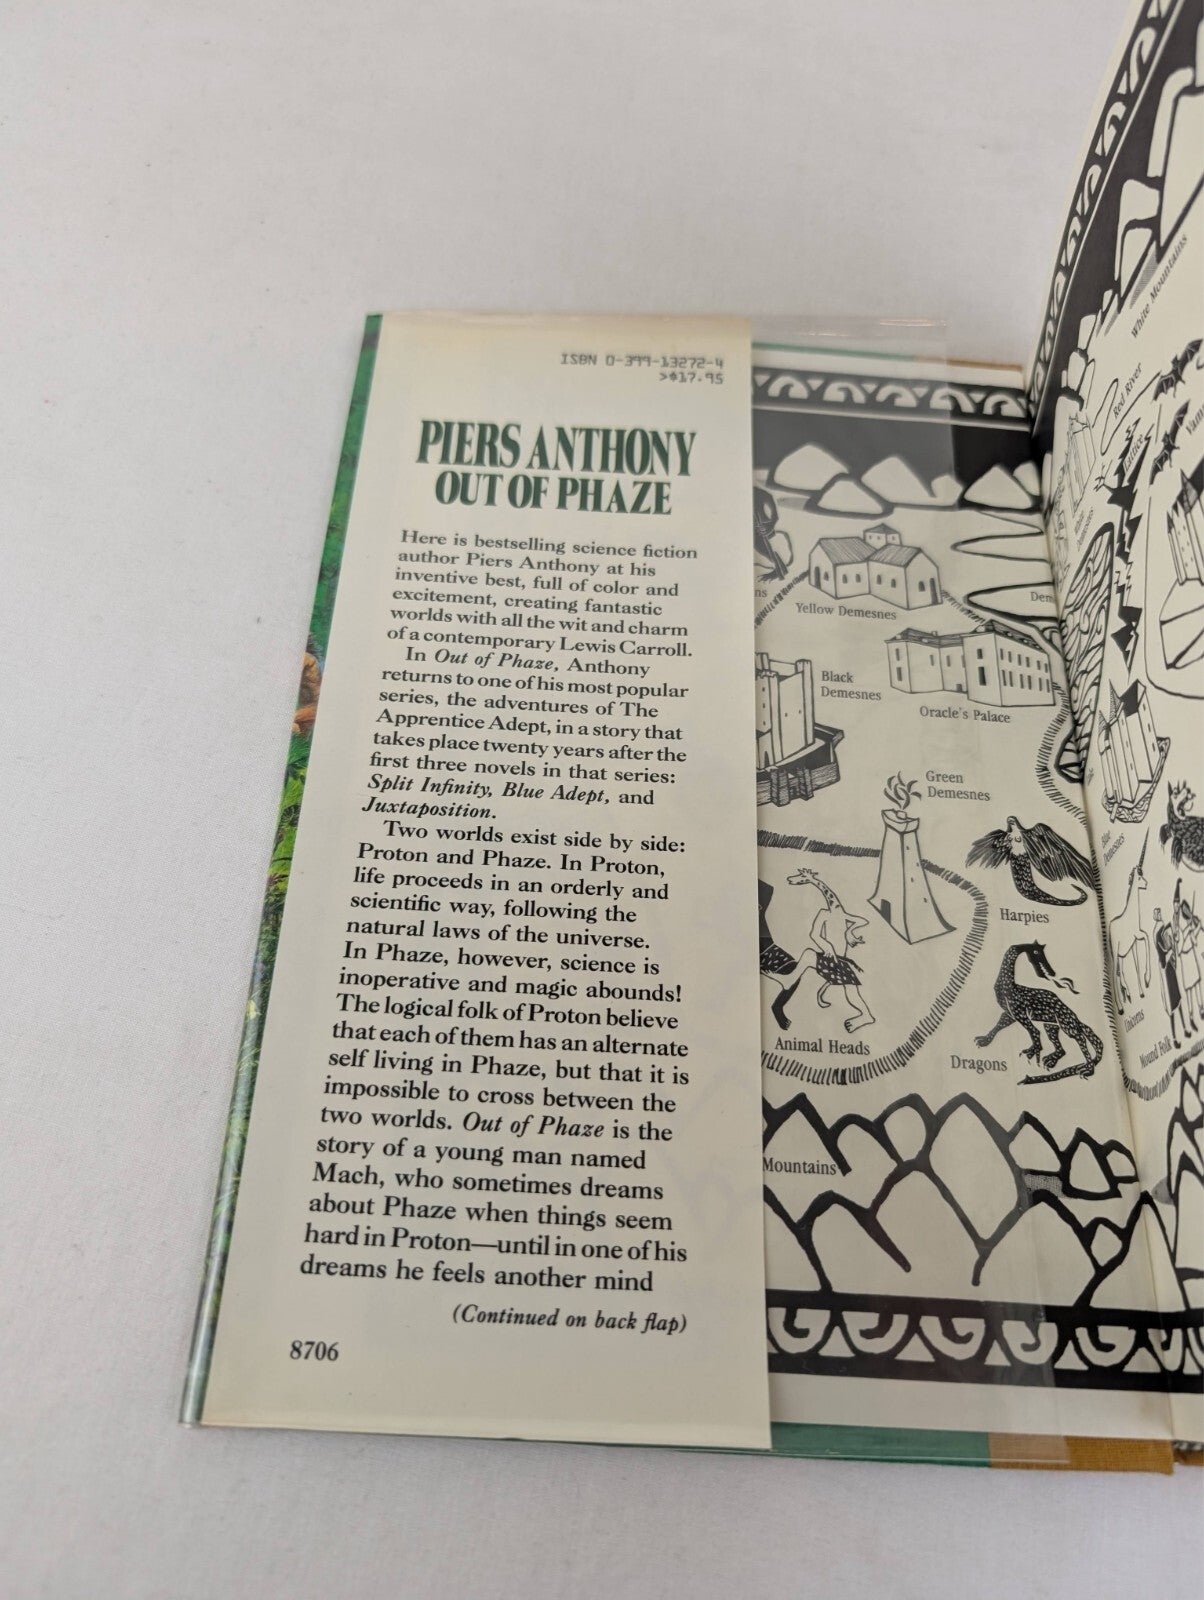 ISBN 0-399-13272-4
>$17.95
PIERS ANTHONY
OUT OF PHAZE
Here is bestselling science fiction
author Piers Anthony at his
inventive best, full of color and
excitement, creating fantastic
worlds with all the wit and charm
of a contemporary Lewis Carroll.
In Out of Phaze, Anthony
returns to one of his most popular
series, the adventures of The
Apprentice Adept, in a story that
takes place twenty years after the
first three novels in that series:
Split Infinity, Blue Adept, and
Juxtaposition.
Two worlds exist side by side:
Proton and Phaze. In Proton,
life proceeds in an orderly and
scientific way, following the
natural laws of the universe.
In Phaze, however, science is
inoperative and magic abounds!
The logical folk of Proton believe
that each of them has an alternate
self living in Phaze, but that it is
impossible to cross between the
two worlds. Out of Phaze is the
story of a young man named
Mach, who sometimes dreams
about Phaze when things seem
hard in Proton—until in one of his
dreams he feels another mind
(Continued on back flap)
8706
Yellow Demesnes
Black
Demesnes
Oracle's Palace
Green
Demesnes
Harpies
Animal Heads
Dragons
Mountains
White Mountains
Red River
Lattice
Blue
Demesnes
Unicorns
Mound Folk